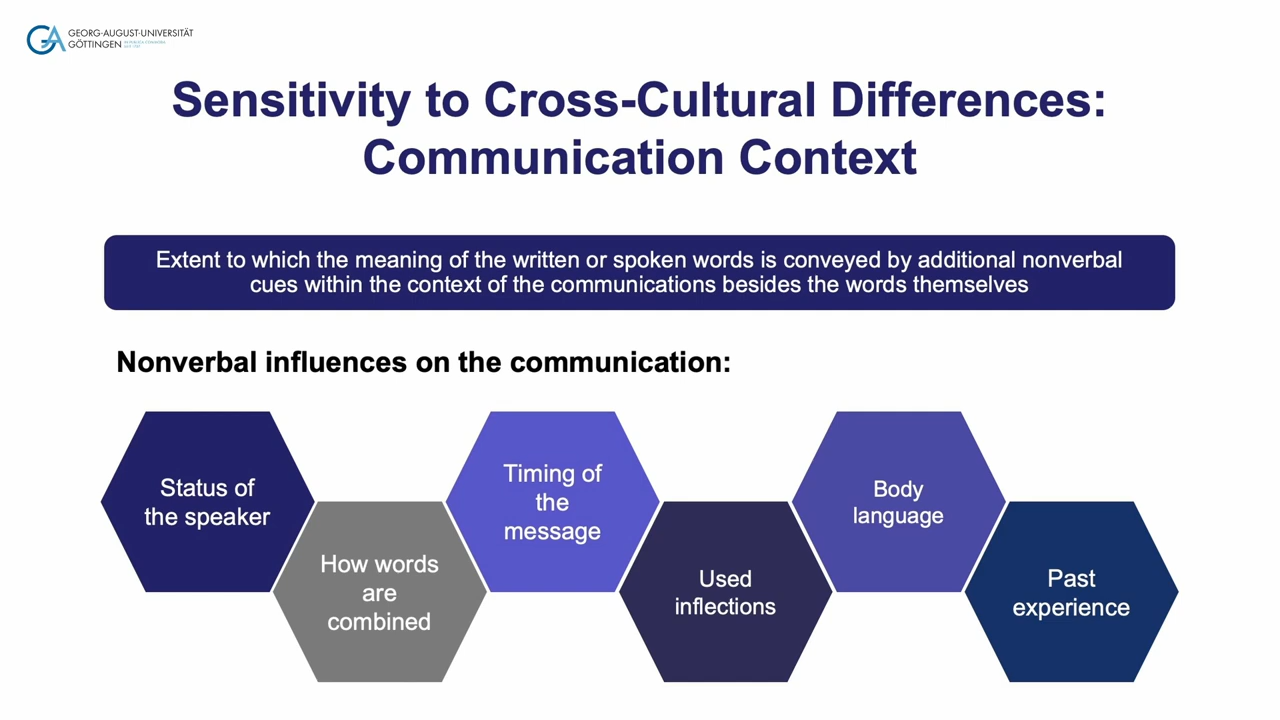 GEORG-AUGUST-UNIVERSITÄT
GÖTTINGEN
Sensitivity to Cross-Cultural Differences:
Communication Context
Extent to which the meaning of the written or spoken words is conveyed by additional nonverbal
cues within the context of the communications besides the words themselves
Nonverbal influences on the communication:
Status of
the speaker
How words
are
combined
Timing of
the
message
Used
inflections
Body
language
Past
experience